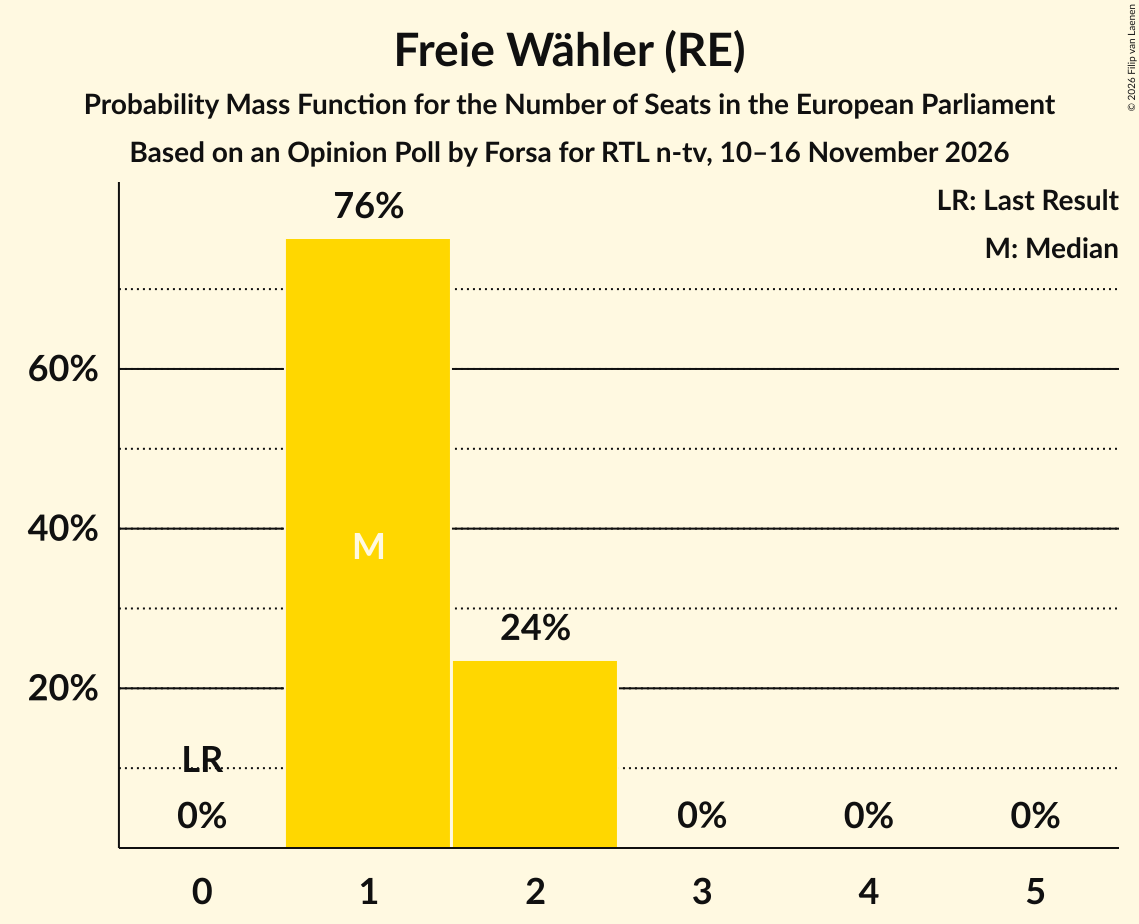 Freie Wähler (RE)
Probability Mass Function for the Number of Seats in the European Parliament
Based on an Opinion Poll by Forsa for RTL n-tv, 10–16 November 2026
© 2026 Filip van Laenen
LR: Last Result
M: Median
76%
60%
40%
M
24%
20%
LR
0%
0%
0%
0%
0
1
2
3
4
5